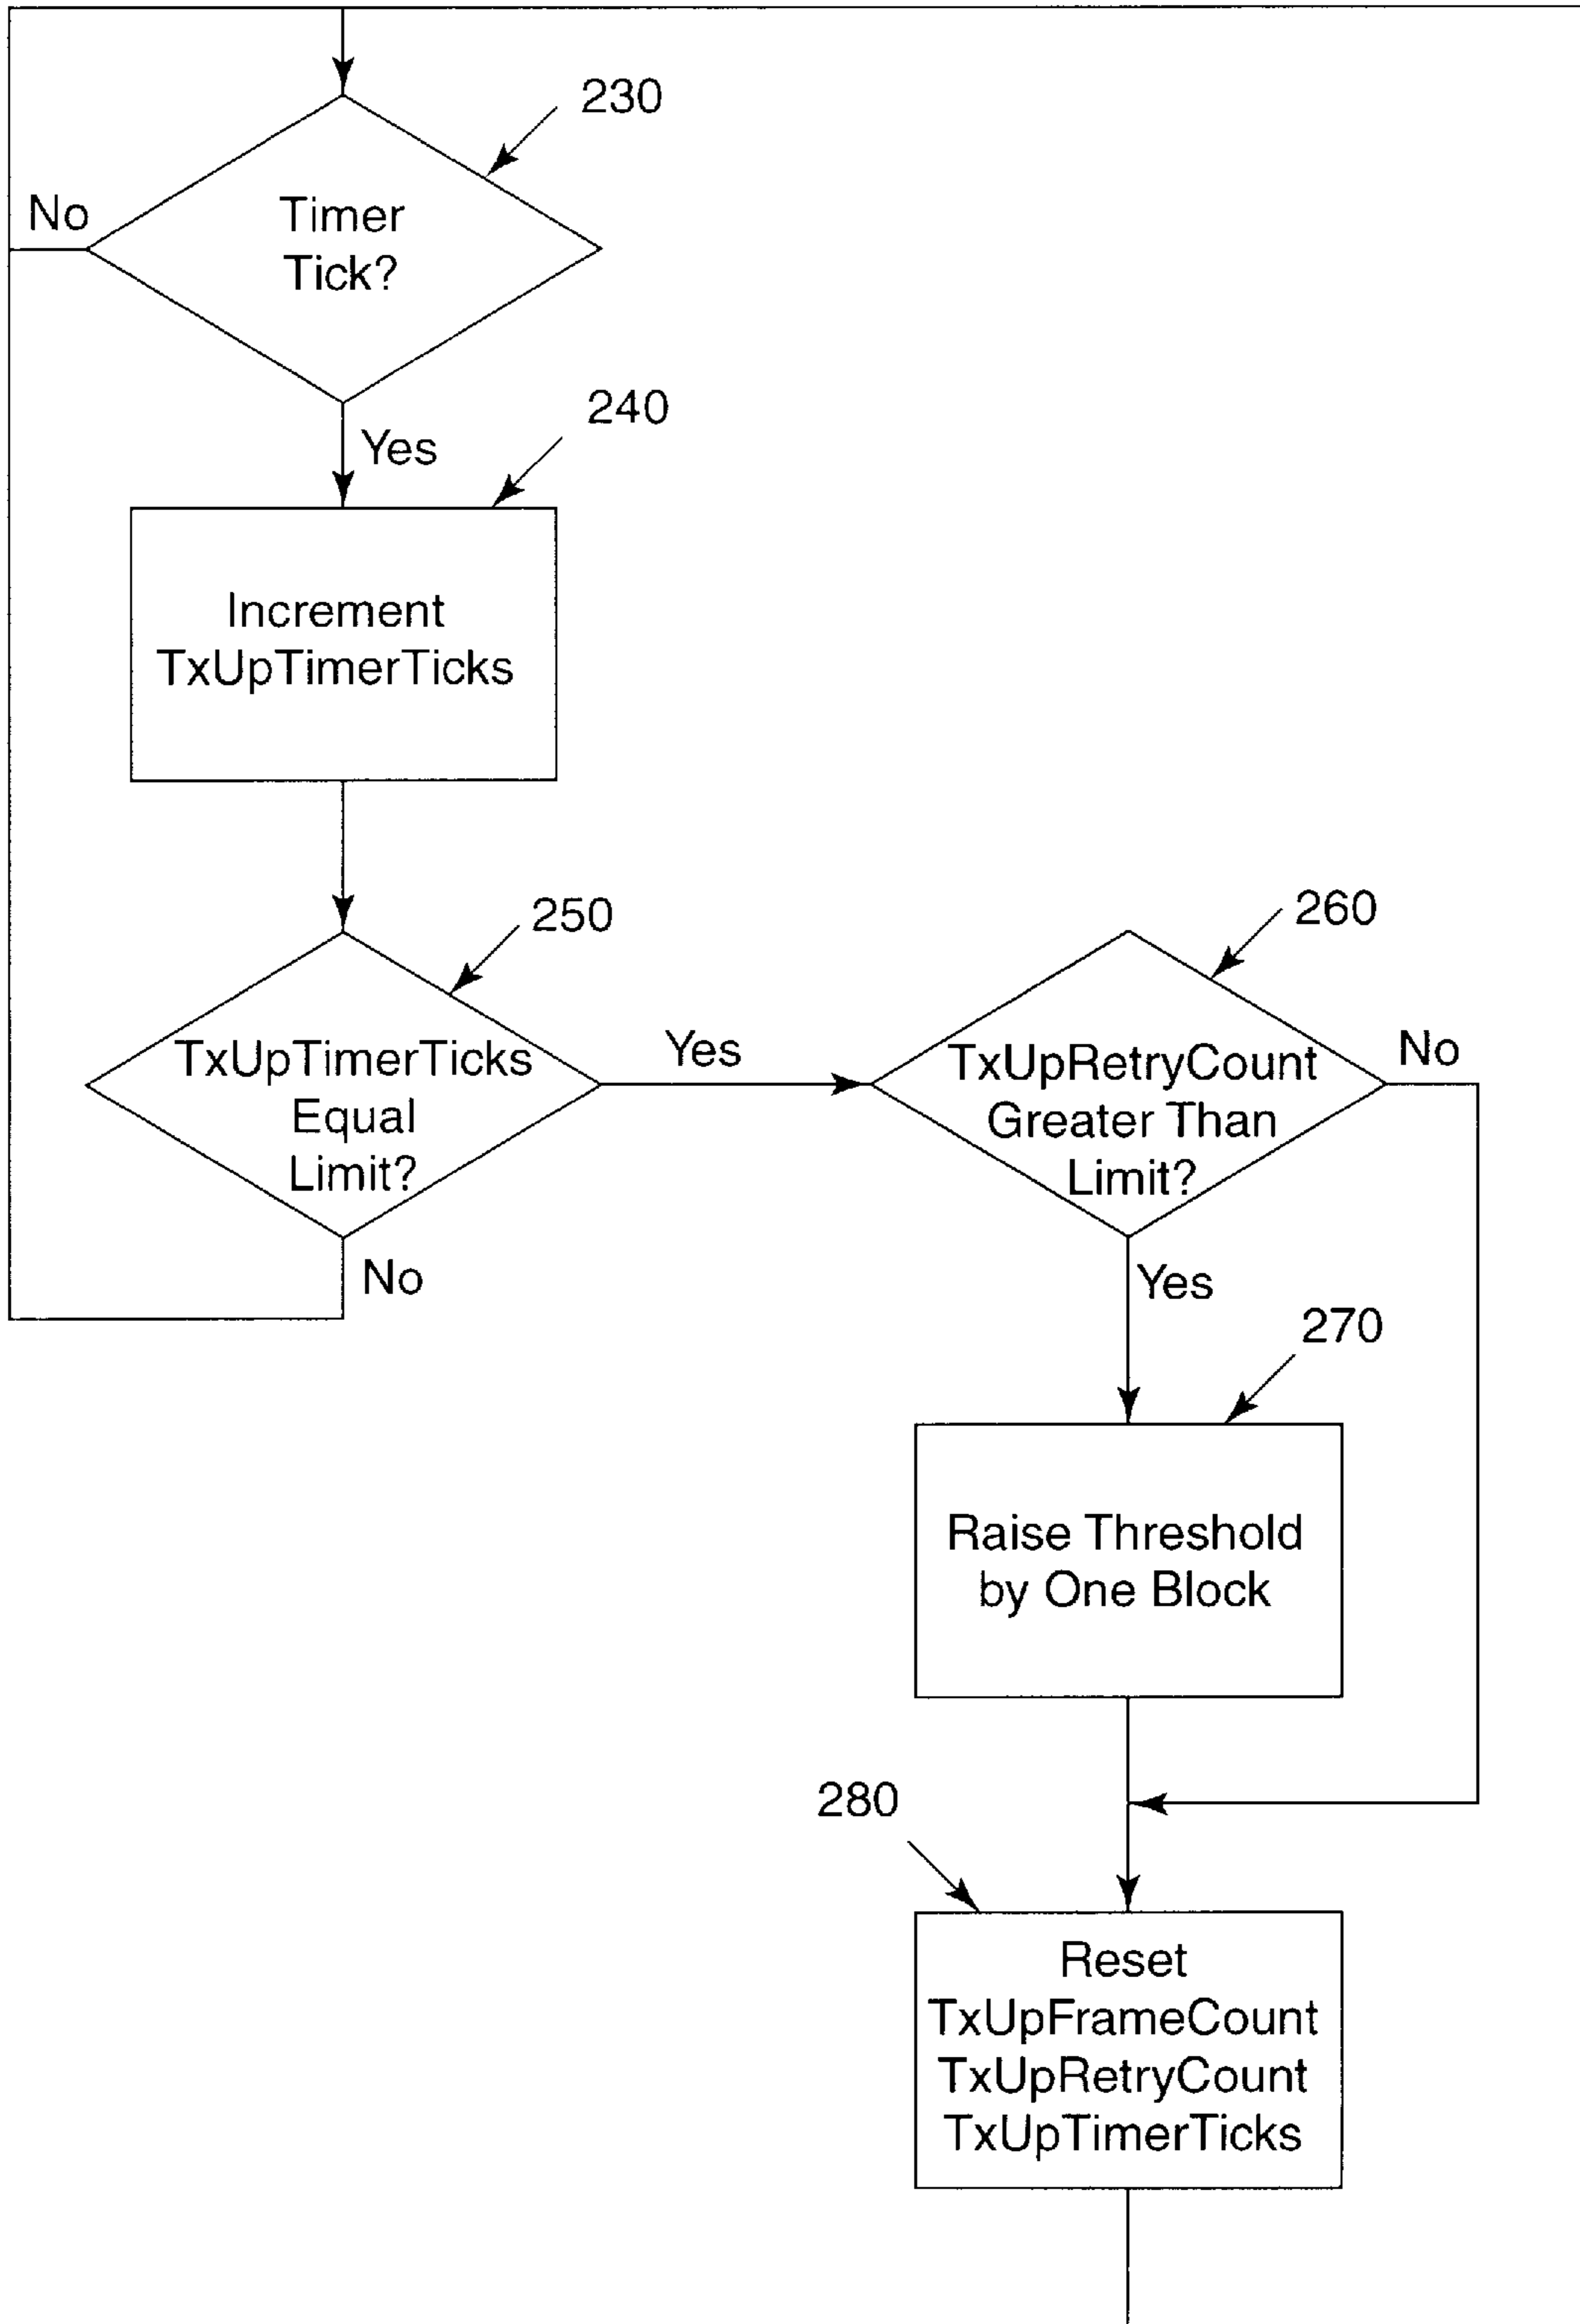 230
No
Timer
Tick?
240
Yes
Increment
TxUpTimerTicks
250
260
TxUpTimerTicks
Equal
Limit?
Yes
TxUpRetryCount
Greater Than
Limit?
No
No
Yes
270
Raise Threshold
by One Block
280
Reset
TxUpFrameCount
TxUpRetryCount
TxUpTimerTicks